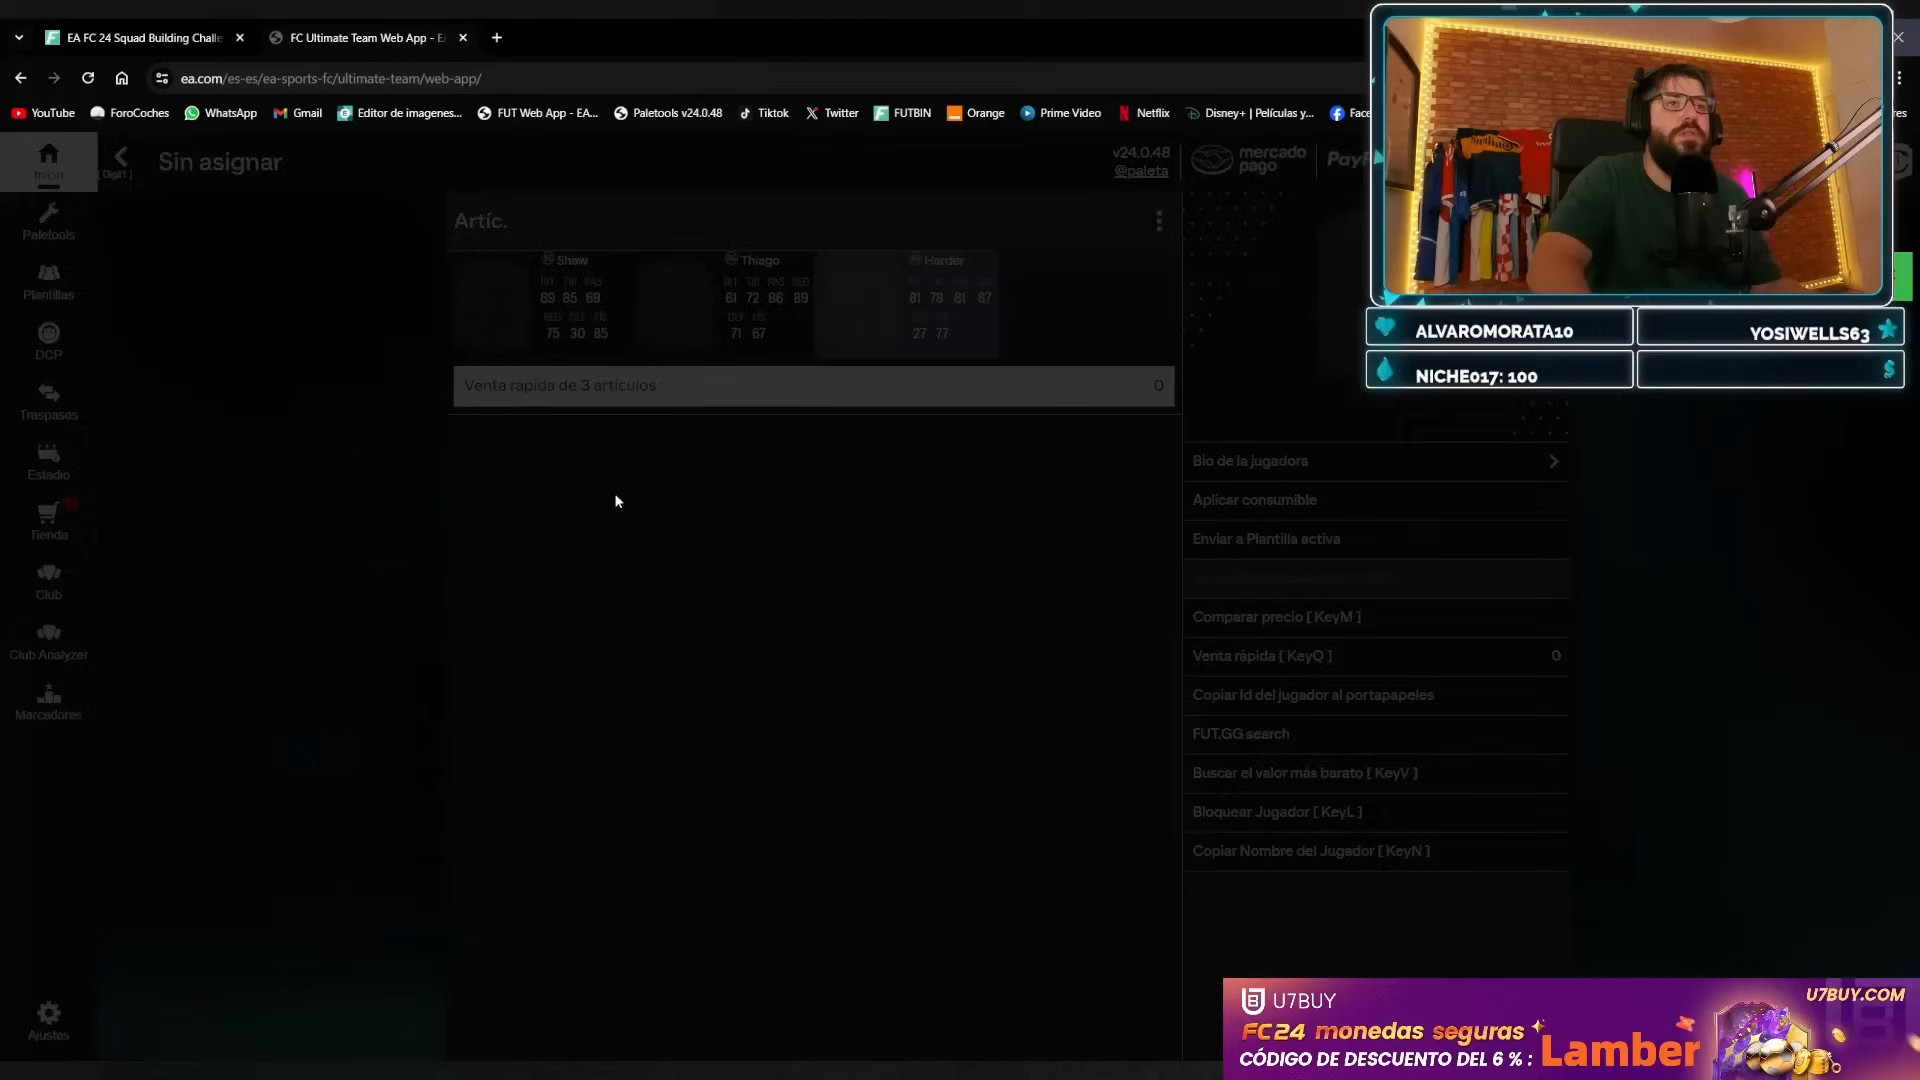 EA FC 24 Squad Building Challe
FC Ultimate Team Web App - EA
ea.com/es-es/ea-sports-fc/ultimate-team/web-app/
YouTube
ForoCoches
WhatsApp
Gmail
Editor de imagenes...
FUT Web App - EA...
Paletools v24.0.48
Tiktok
Twitter
FUTBIN
Orange
Prime Video
Netflix
Disney+ | Películas y...
Face
res
Inicio
[ Digit1 ]
Sin asignar
v24.0.48
@paleta
mercado
pago
PayP
Paletools
Plantillas
DCP
Traspasos
Estadio
Tienda
Club
Club Analyzer
Marcadores
Ajustes
Artíc.
Shaw
69 85 69
75 30 85
Thiago
61 72 86 89
71 67
Harder
81 78 81 87
27 77
Venta rápida de 3 artículos 0
Bio de la jugadora
Aplicar consumible
Enviar a Plantilla activa
Comparar precio [ KeyM ]
Venta rápida [ KeyQ ] 0
Copiar Id del jugador al portapapeles
FUT.GG search
Buscar el valor más barato [ KeyV ]
Bloquear Jugador [ KeyL ]
Copiar Nombre del Jugador [ KeyN ]
ALVAROMORATA10
YOSIWELLS63
NICHE017: 100
U7BUY
U7BUY.COM
FC24 monedas seguras
CÓDIGO DE DESCUENTO DEL 6 % : Lamber